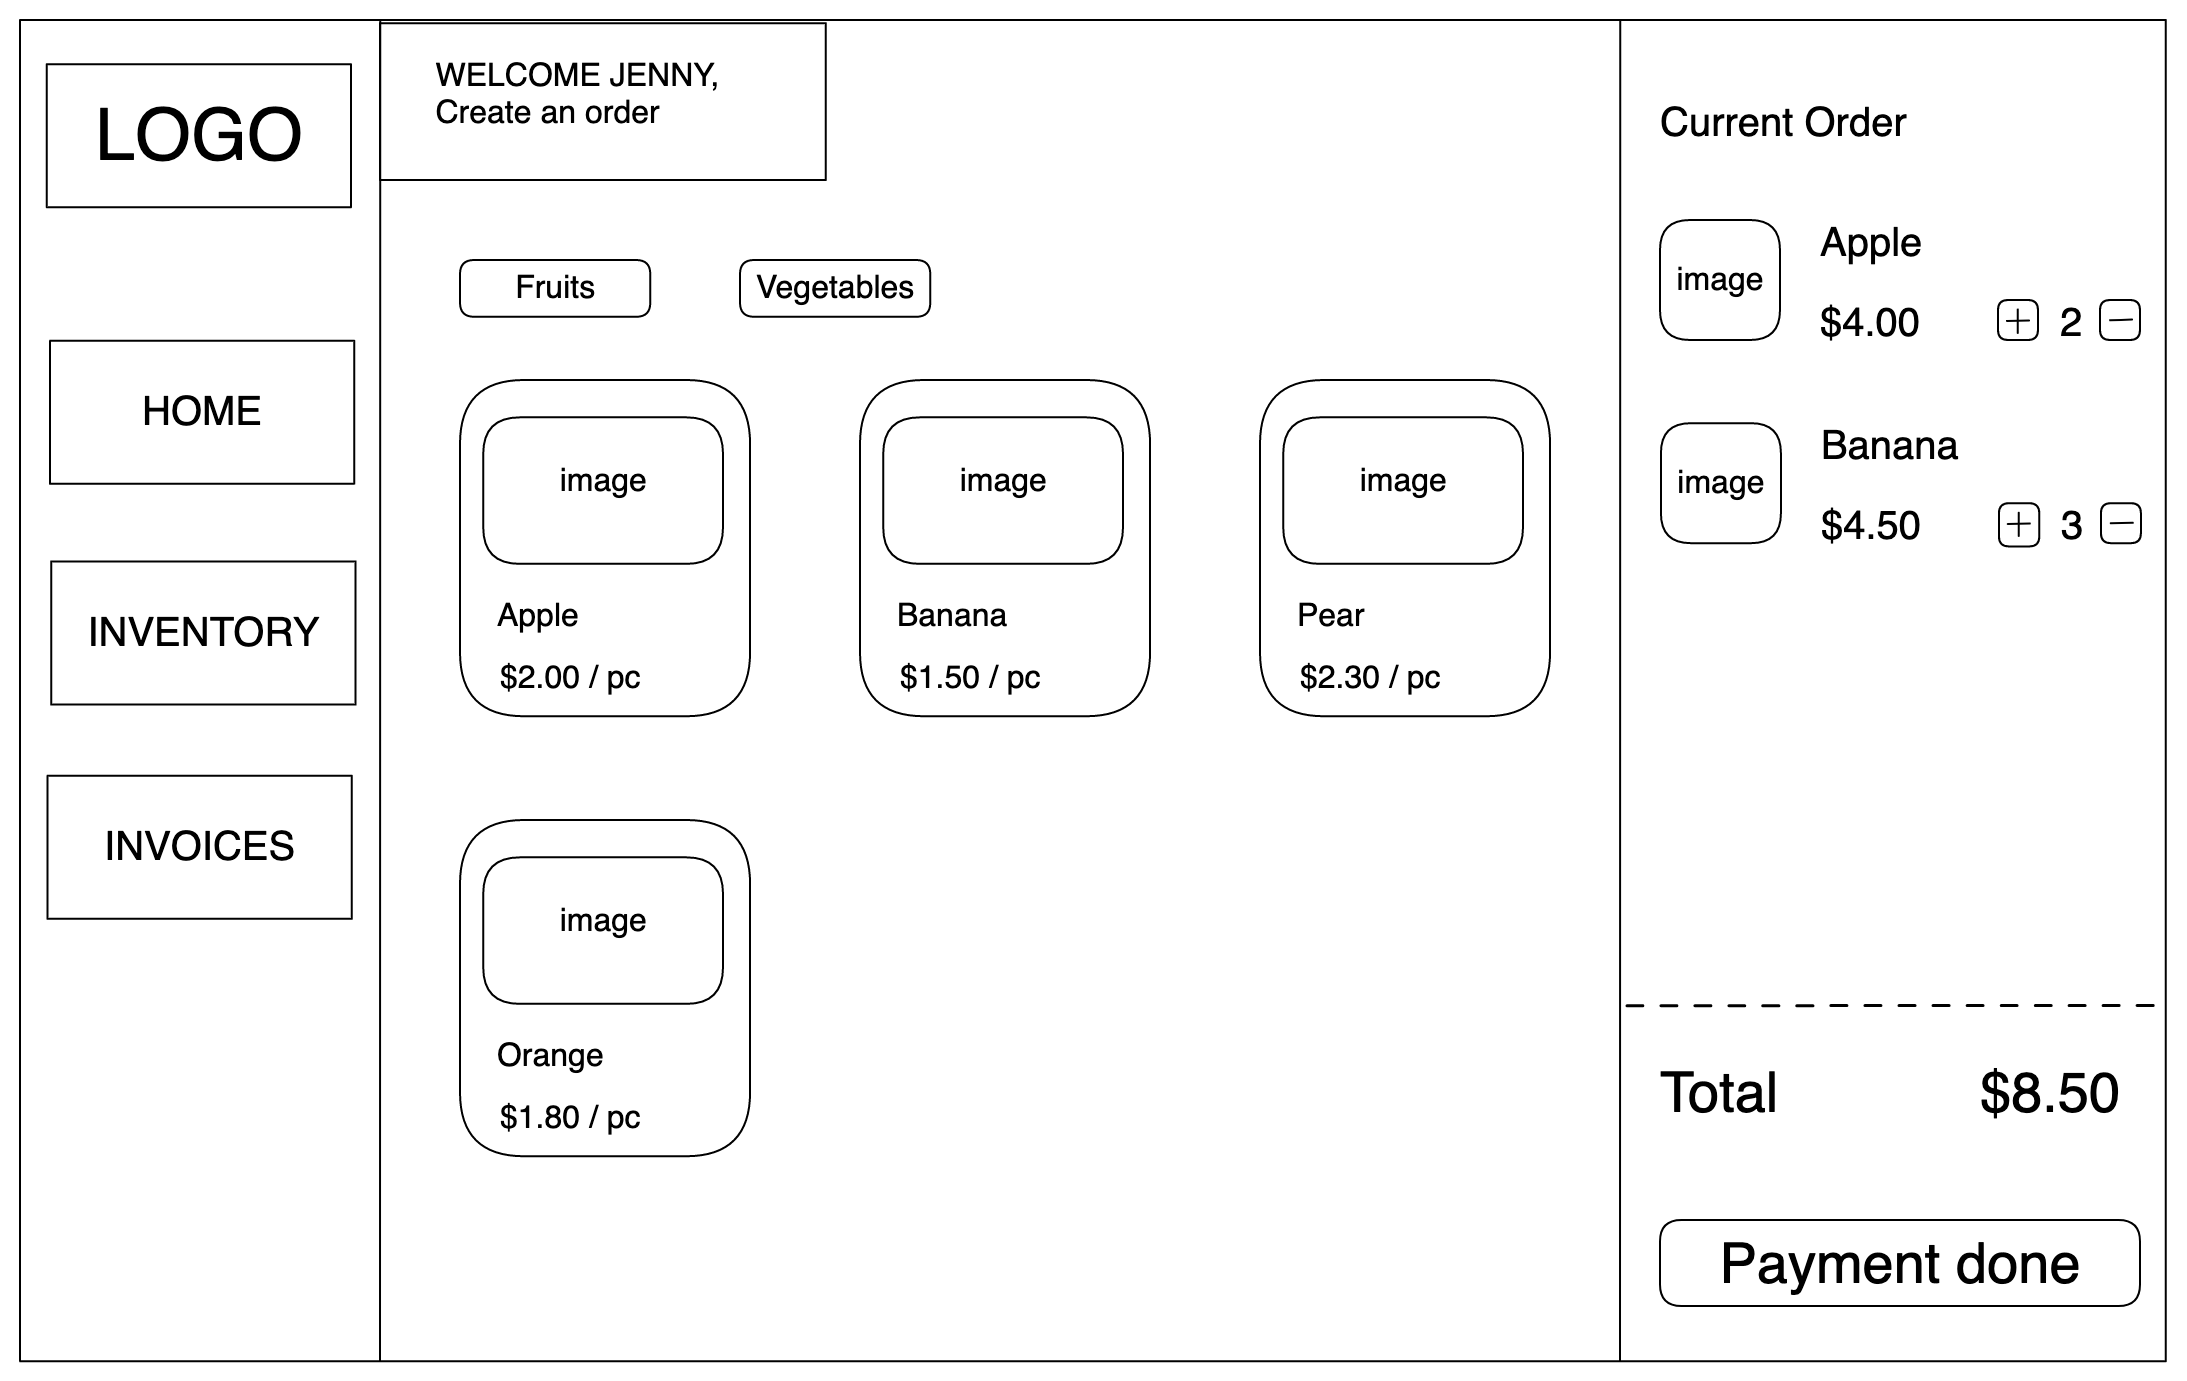 LOGO
HOME
INVENTORY
INVOICES
WELCOME JENNY,
Create an order
Fruits
Vegetables
image
Apple
$2.00 / pc
image
Banana
$1.50 / pc
image
Pear
$2.30 / pc
image
Orange
$1.80 / pc
Current Order
image
Apple
$4.00 + 2 −
image
Banana
$4.50 + 3 −
Total $8.50
Payment done